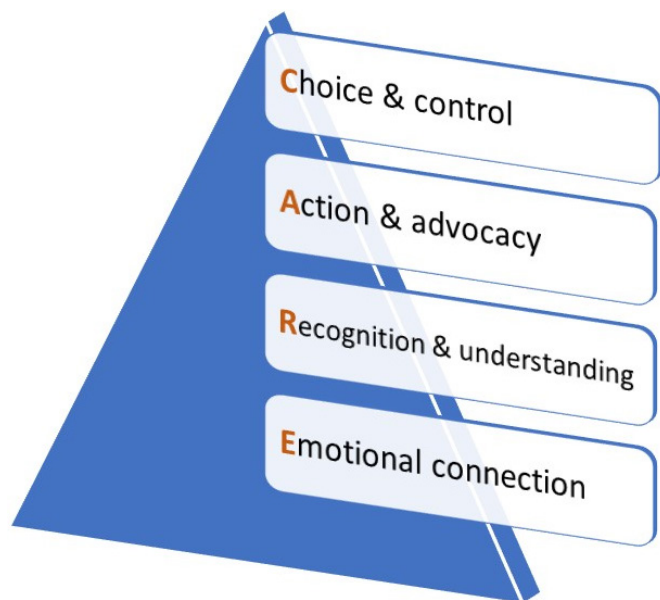 Choice & control
Action & advocacy
Recognition & understanding
Emotional connection